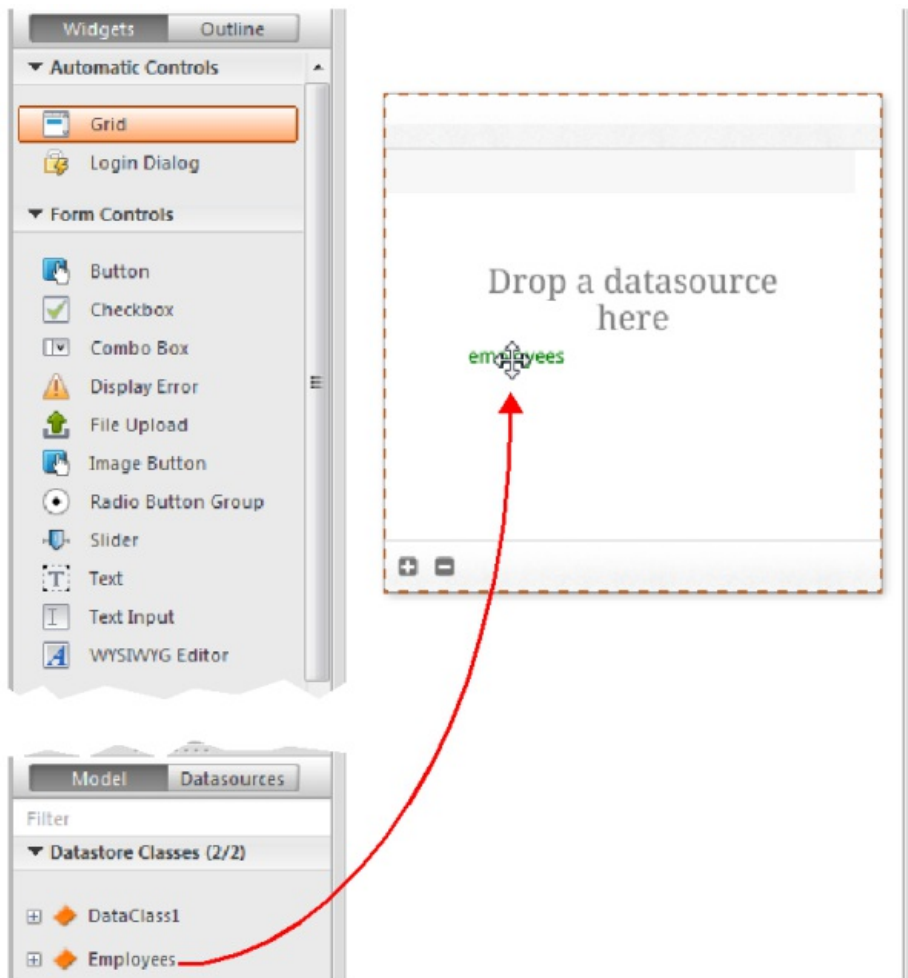 Widgets Outline
Automatic Controls
Grid
Login Dialog
Form Controls
Button
Checkbox
Combo Box
Display Error
File Upload
Image Button
Radio Button Group
Slider
Text
Text Input
WYSIWYG Editor
Drop a datasource
here
employees
Model Datasources
Filter
Datastore Classes (2/2)
DataClass1
Employees